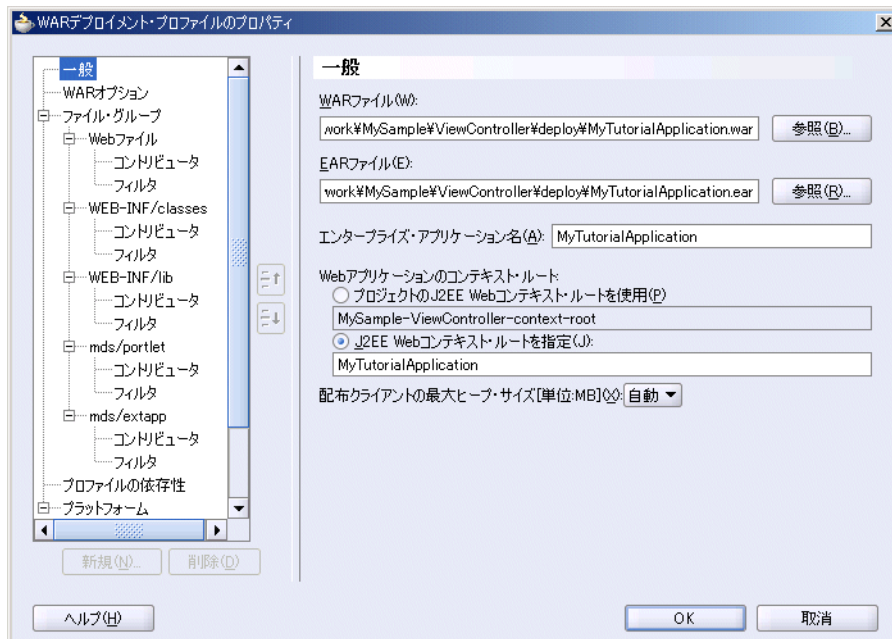 WARデプロイメント・プロファイルのプロパティ
一般
WARオプション
ファイル・グループ
Webファイル
コントリビュータ
フィルタ
WEB-INF/classes
コントリビュータ
フィルタ
WEB-INF/lib
コントリビュータ
フィルタ
mds/portlet
コントリビュータ
フィルタ
mds/extapp
コントリビュータ
フィルタ
プロファイルの依存性
プラットフォーム
新規(N)...
削除(D)
一般
WARファイル(W):
work¥MySample¥ViewController¥deploy¥MyTutorialApplication.war
参照(B)...
EARファイル(E):
work¥MySample¥ViewController¥deploy¥MyTutorialApplication.ear
参照(R)...
エンタープライズ・アプリケーション名(A): MyTutorialApplication
Webアプリケーションのコンテキスト・ルート
プロジェクトのJ2EE Webコンテキスト・ルートを使用(P)
MySample-ViewController-context-root
J2EE Webコンテキスト・ルートを指定(J):
MyTutorialApplication
配布クライアントの最大ヒープ・サイズ[単位:MB](X): 自動
ヘルプ(H)
OK
取消